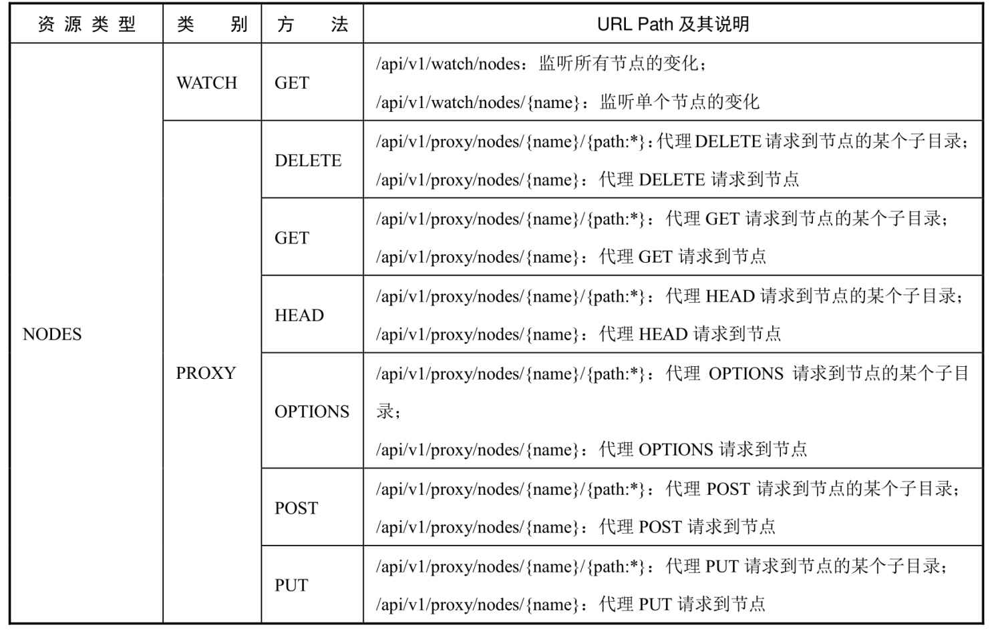 资源类型 类别 方法 URL Path 及其说明
NODES
WATCH
GET
/api/v1/watch/nodes：监听所有节点的变化；
/api/v1/watch/nodes/{name}：监听单个节点的变化
PROXY
DELETE
/api/v1/proxy/nodes/{name}/{path:*}：代理 DELETE 请求到节点的某个子目录；
/api/v1/proxy/nodes/{name}：代理 DELETE 请求到节点
GET
/api/v1/proxy/nodes/{name}/{path:*}：代理 GET 请求到节点的某个子目录；
/api/v1/proxy/nodes/{name}：代理 GET 请求到节点
HEAD
/api/v1/proxy/nodes/{name}/{path:*}：代理 HEAD 请求到节点的某个子目录；
/api/v1/proxy/nodes/{name}：代理 HEAD 请求到节点
OPTIONS
/api/v1/proxy/nodes/{name}/{path:*}：代理 OPTIONS 请求到节点的某个子目
录；
/api/v1/proxy/nodes/{name}：代理 OPTIONS 请求到节点
POST
/api/v1/proxy/nodes/{name}/{path:*}：代理 POST 请求到节点的某个子目录；
/api/v1/proxy/nodes/{name}：代理 POST 请求到节点
PUT
/api/v1/proxy/nodes/{name}/{path:*}：代理 PUT 请求到节点的某个子目录；
/api/v1/proxy/nodes/{name}：代理 PUT 请求到节点